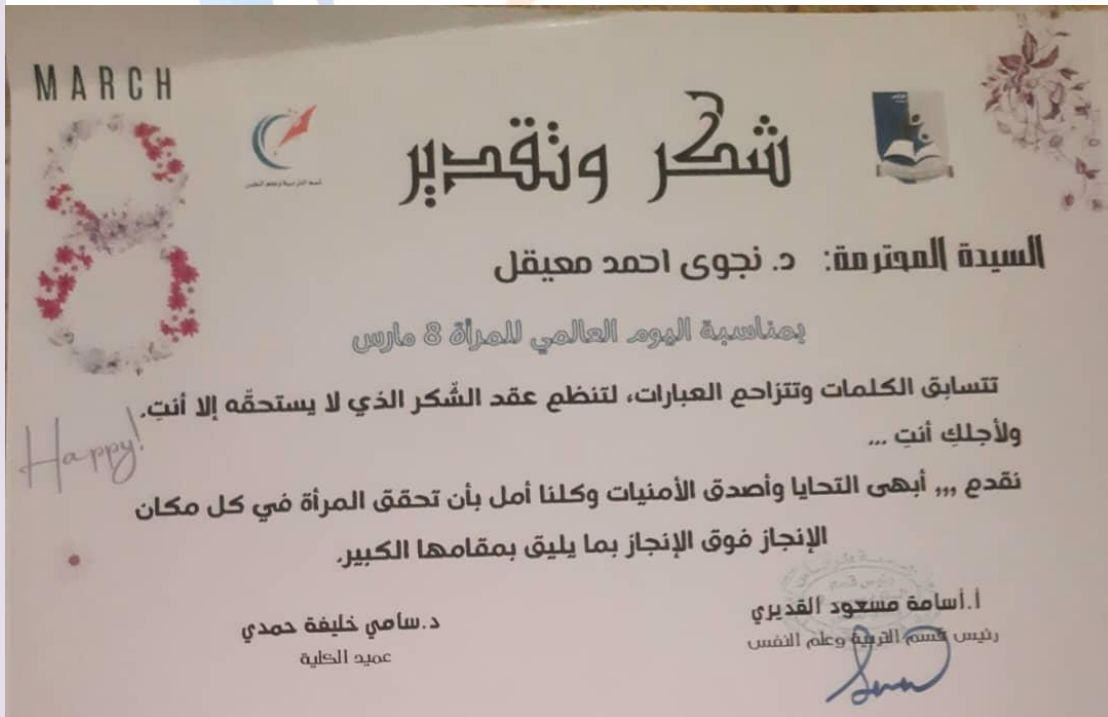 MARCH
8
شكر وتقدير
السيدة المحترمة: د. نجوى احمد معيقل
بمناسبة اليوم العالمي للمرأة 8 مارس
تتسابق الكلمات وتتزاحم العبارات، لتنظم عقد الشّكر الذي لا يستحقّه إلا أنتِ.
ولأجلكِ أنتِ ...
Happy!
نقدم ,,, أبهى التحايا وأصدق الأمنيات وكلنا أمل بأن تحقق المرأة في كل مكان
الإنجاز فوق الإنجاز بما يليق بمقامها الكبير.
أ.أسامة مسعود القديري
رئيس قسم التربية وعلم النفس
د.سامي خليفة حمدي
عميد الكلية